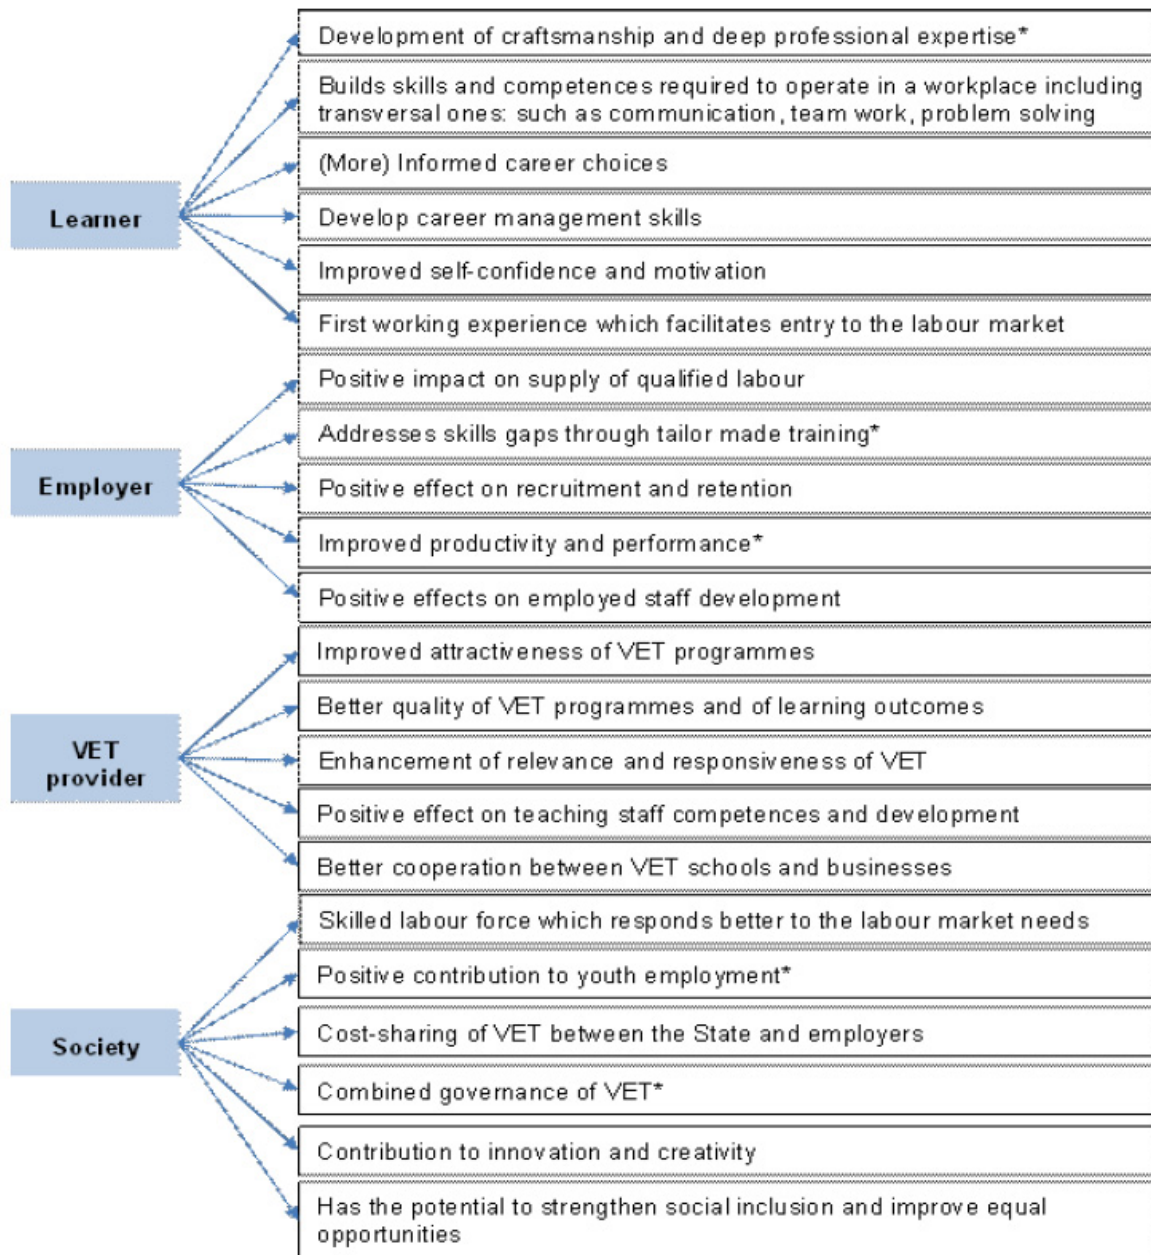 Learner
Development of craftsmanship and deep professional expertise*
Builds skills and competences required to operate in a workplace including
transversal ones: such as communication, team work, problem solving
(More) Informed career choices
Develop career management skills
Improved self-confidence and motivation
First working experience which facilitates entry to the labour market
Employer
Positive impact on supply of qualified labour
Addresses skills gaps through tailor made training*
Positive effect on recruitment and retention
Improved productivity and performance*
Positive effects on employed staff development
VET
provider
Improved attractiveness of VET programmes
Better quality of VET programmes and of learning outcomes
Enhancement of relevance and responsiveness of VET
Positive effect on teaching staff competences and development
Better cooperation between VET schools and businesses
Society
Skilled labour force which responds better to the labour market needs
Positive contribution to youth employment*
Cost-sharing of VET between the State and employers
Combined governance of VET*
Contribution to innovation and creativity
Has the potential to strengthen social inclusion and improve equal
opportunities